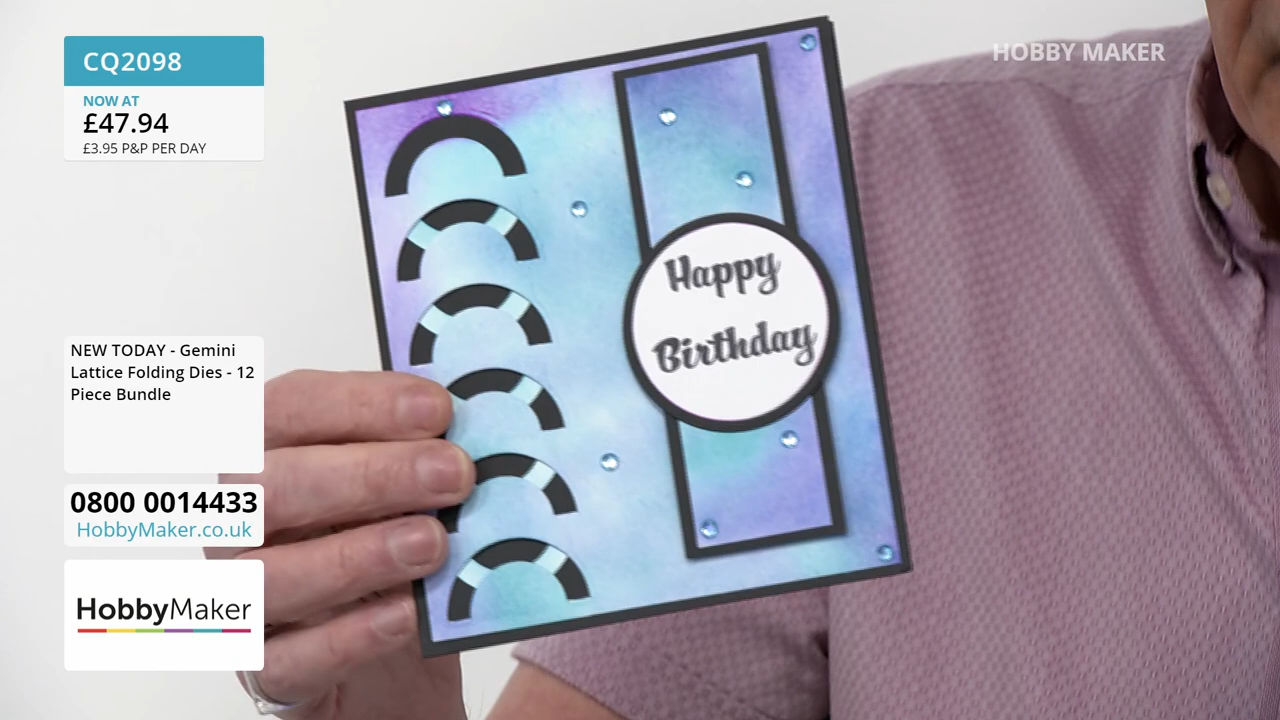 CQ2098
NOW AT
£47.94
£3.95 P&P PER DAY
NEW TODAY - Gemini
Lattice Folding Dies - 12
Piece Bundle
0800 0014433
HobbyMaker.co.uk
HobbyMaker
HOBBY MAKER
Happy
Birthday